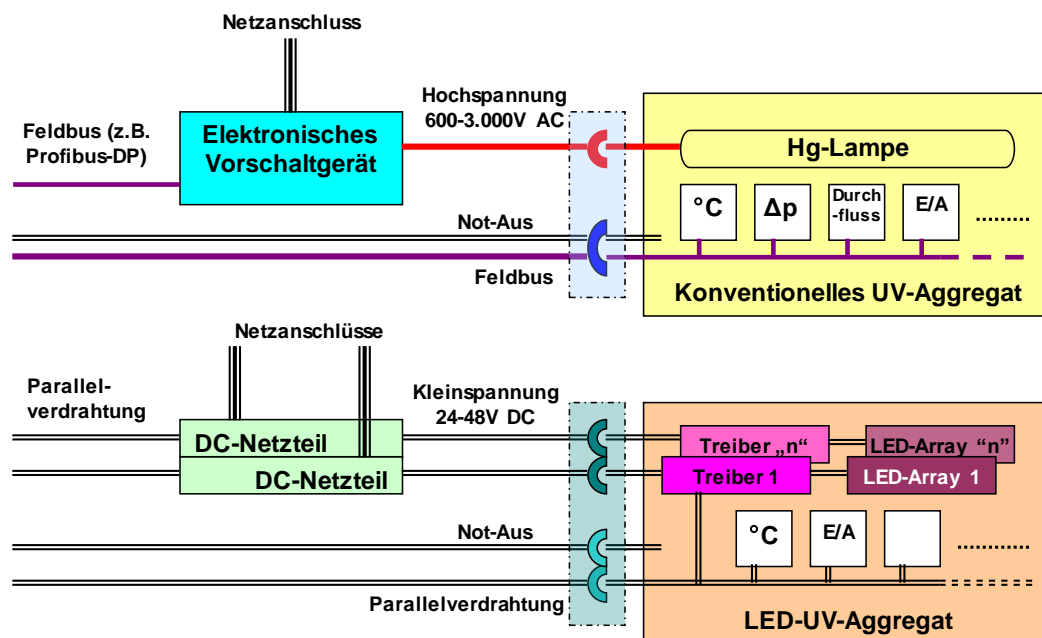 Netzanschluss
Hochspannung
600-3.000V AC
Feldbus (z.B.
Profibus-DP)
Elektronisches
Vorschaltgerät
Hg-Lampe
°C
Δp
Durch
-fluss
E/A
..........
Not-Aus
Feldbus
Konventionelles UV-Aggregat
Netzanschlüsse
Parallel-
verdrahtung
Kleinspannung
24-48V DC
DC-Netzteil
DC-Netzteil
Treiber „n“
LED-Array “n”
Treiber 1
LED-Array 1
Not-Aus
°C
E/A
............
Parallelverdrahtung
LED-UV-Aggregat